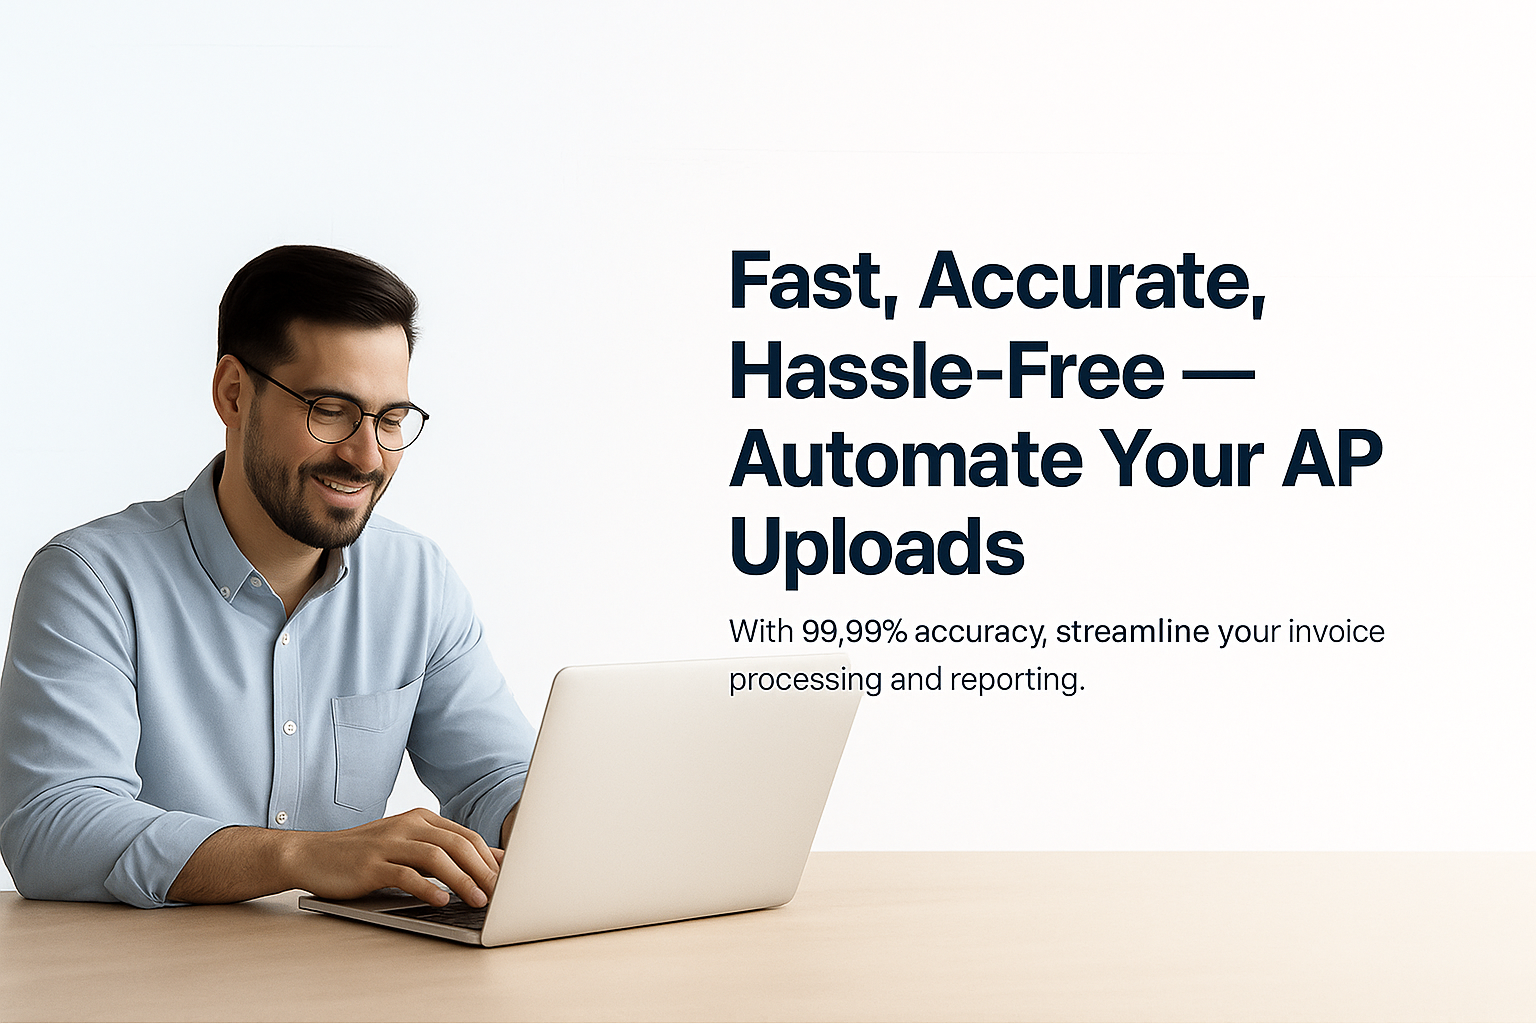 Fast, Accurate,
Hassle-Free —
Automate Your AP
Uploads
With 99,99% accuracy, streamline your invoice
processing and reporting.